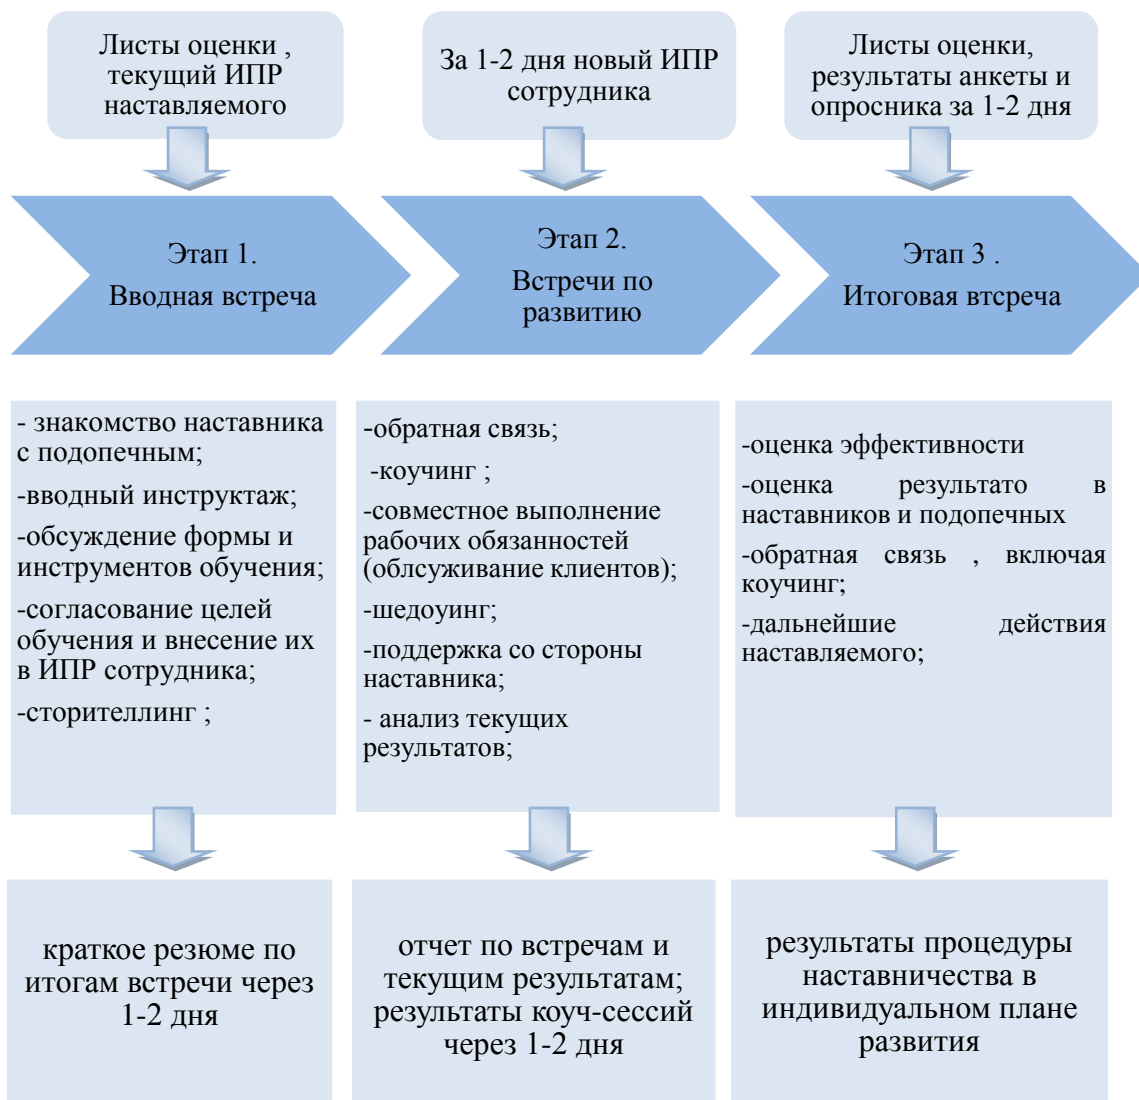 Листы оценки ,
текущий ИПР
наставляемого
За 1-2 дня новый ИПР
сотрудника
Листы оценки,
результаты анкеты и
опросника за 1-2 дня
Этап 1.
Вводная встреча
Этап 2.
Встречи по
развитию
Этап 3 .
Итоговая втсреча
- знакомство наставника
с подопечным;
-вводный инструктаж;
-обсуждение формы и
инструментов обучения;
-согласование целей
обучения и внесение их
в ИПР сотрудника;
-сторителлинг ;
-обратная связь;
-коучинг ;
-совместное выполнение
рабочих обязанностей
(облсуживание клиентов);
-шедоуинг;
-поддержка со стороны
наставника;
- анализ текущих
результатов;
-оценка эффективности
-оценка результато в
наставников и подопечных
-обратная связь , включая
коучинг;
-дальнейшие действия
наставляемого;
краткое резюме по
итогам встречи через
1-2 дня
отчет по встречам и
текущим результатам;
результаты коуч-сессий
через 1-2 дня
результаты процедуры
наставничества в
индивидуальном плане
развития